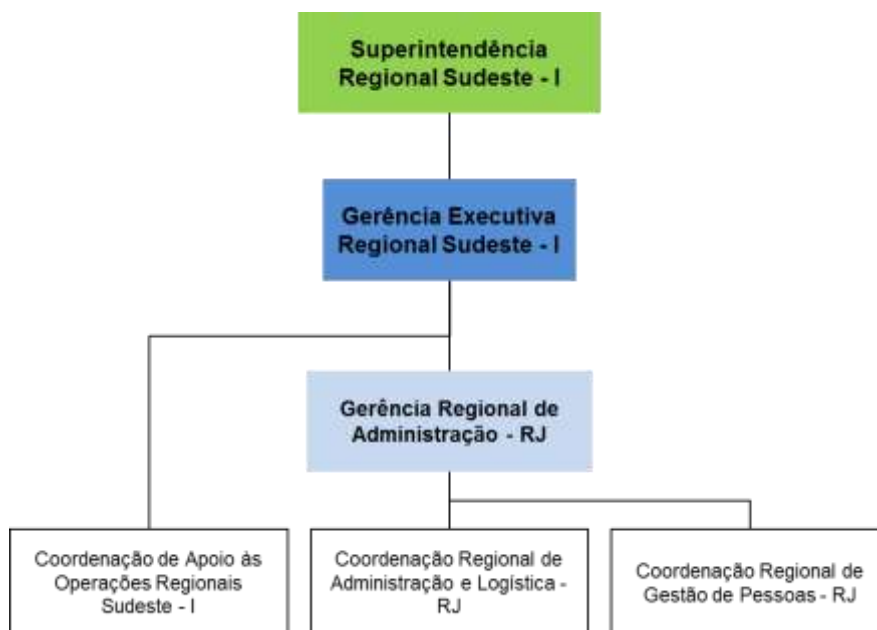 Superintendência
Regional Sudeste - I
Gerência Executiva
Regional Sudeste - I
Gerência Regional de
Administração - RJ
Coordenação de Apoio às
Operações Regionais
Sudeste - I
Coordenação Regional de
Administração e Logística -
RJ
Coordenação Regional de
Gestão de Pessoas - RJ